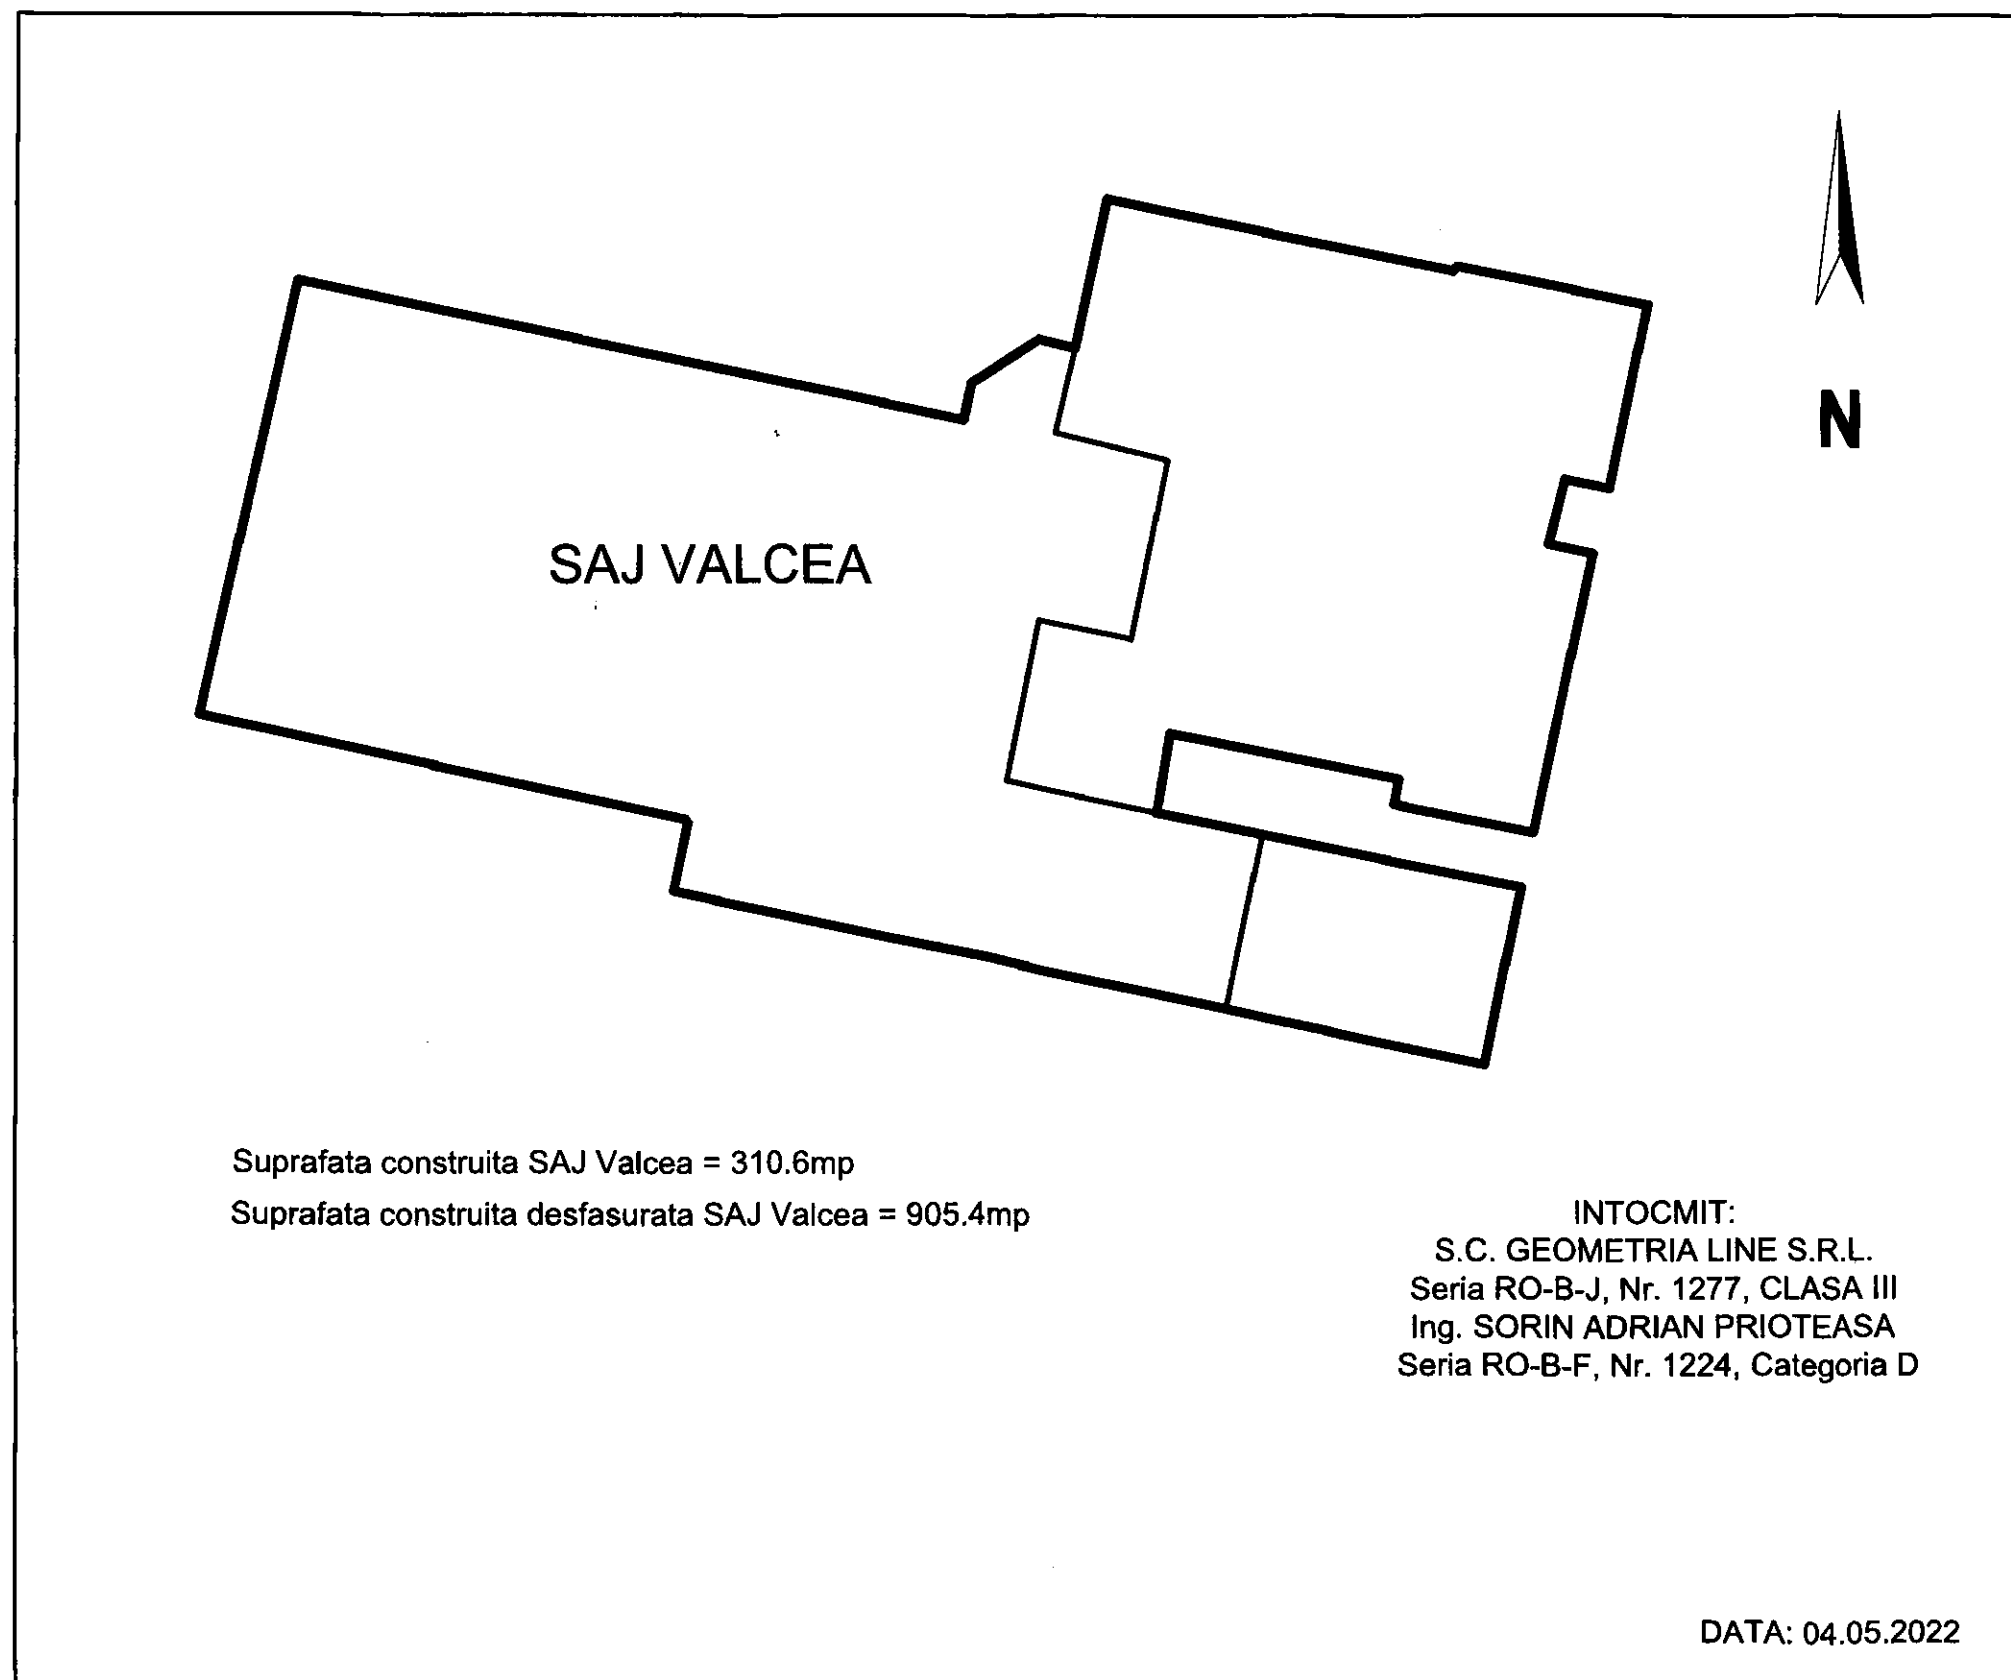 N
SAJ VALCEA
Suprafata construita SAJ Valcea = 310.6mp
Suprafata construita desfasurata SAJ Valcea = 905.4mp
INTOCMIT:
S.C. GEOMETRIA LINE S.R.L.
Seria RO-B-J, Nr. 1277, CLASA III
Ing. SORIN ADRIAN PRIOTEASA
Seria RO-B-F, Nr. 1224, Categoria D
DATA: 04.05.2022